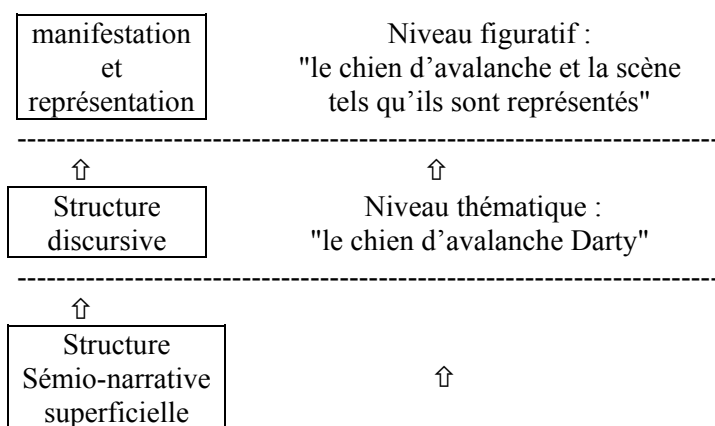 manifestation
et
représentation
Niveau figuratif :
"le chien d’avalanche et la scène
tels qu’ils sont représentés"
--------------------------------------------------------------------------
⇧ ⇧
Structure
discursive
Niveau thématique :
"le chien d’avalanche Darty"
--------------------------------------------------------------------------
⇧
Structure
Sémio-narrative
superficielle
⇧